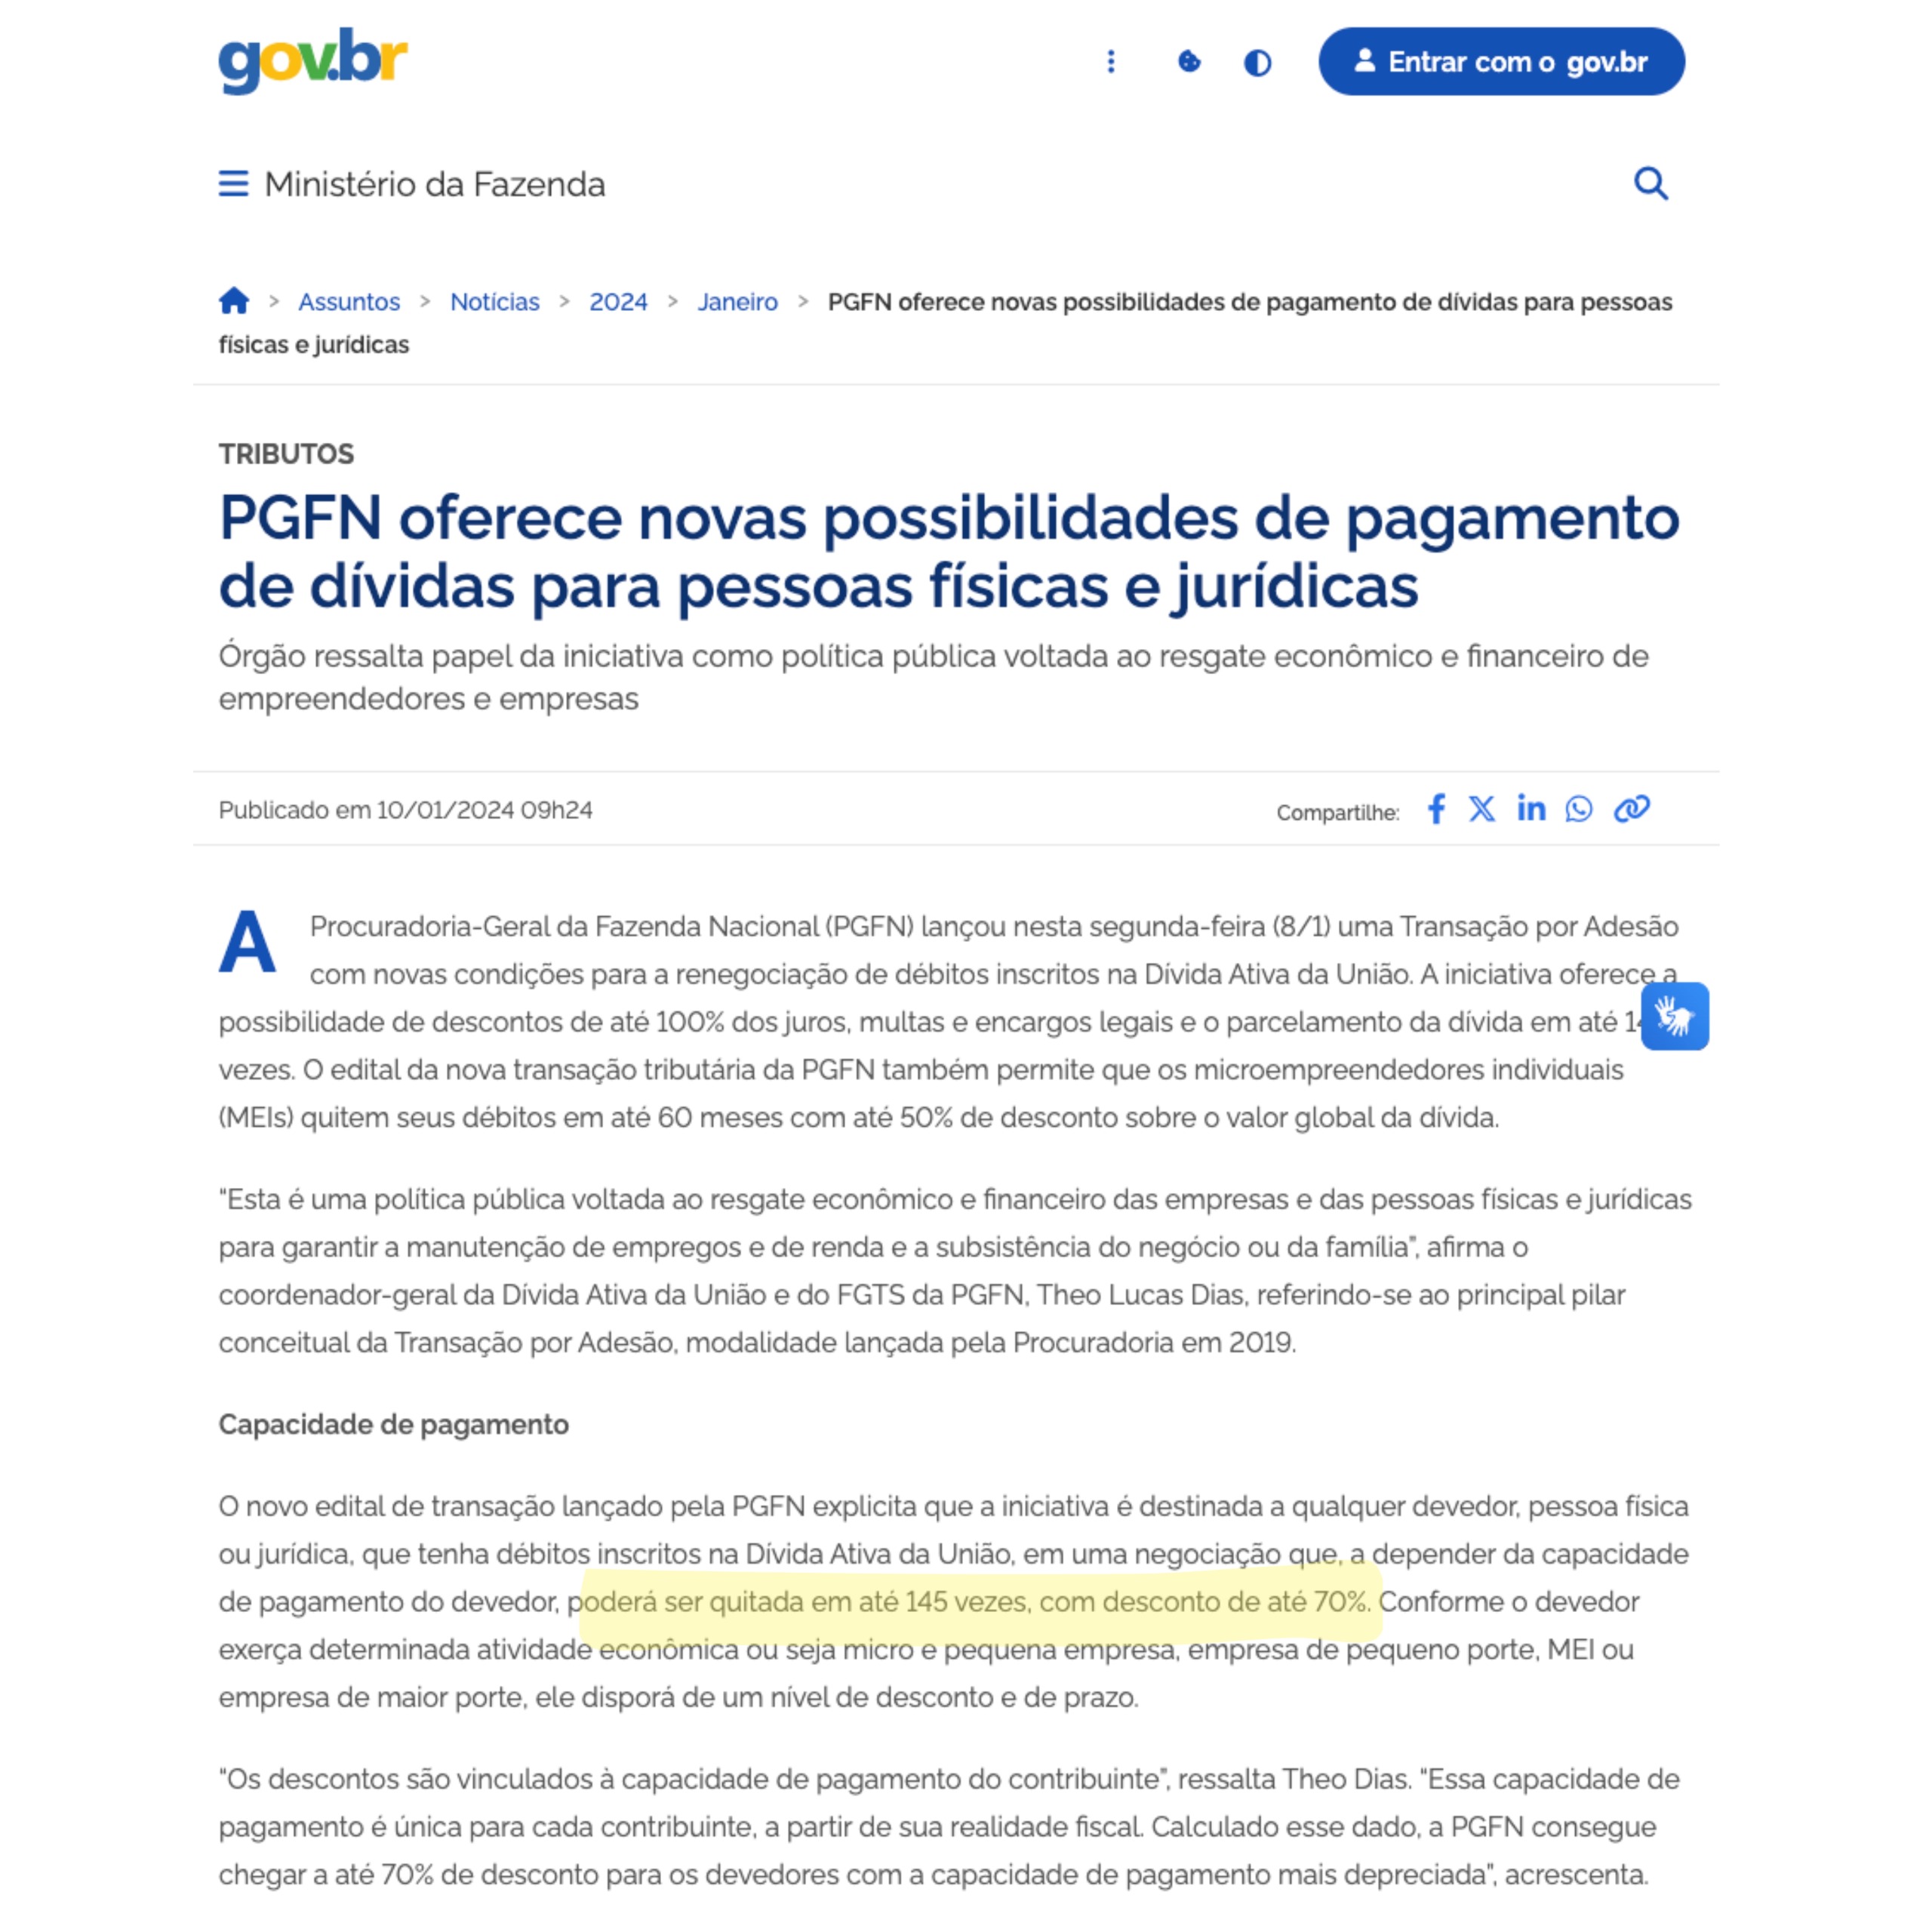 gov.br
Entrar com o gov.br
Ministério da Fazenda
> Assuntos > Notícias > 2024 > Janeiro > PGFN oferece novas possibilidades de pagamento de dívidas para pessoas
físicas e jurídicas
TRIBUTOS
PGFN oferece novas possibilidades de pagamento
de dívidas para pessoas físicas e jurídicas
Órgão ressalta papel da iniciativa como política pública voltada ao resgate econômico e financeiro de
empreendedores e empresas
Publicado em 10/01/2024 09h24
Compartilhe:
A Procuradoria-Geral da Fazenda Nacional (PGFN) lançou nesta segunda-feira (8/1) uma Transação por Adesão
com novas condições para a renegociação de débitos inscritos na Dívida Ativa da União. A iniciativa oferece a
possibilidade de descontos de até 100% dos juros, multas e encargos legais e o parcelamento da dívida em até
vezes. O edital da nova transação tributária da PGFN também permite que os microempreendedores individuais
(MEIs) quitem seus débitos em até 60 meses com até 50% de desconto sobre o valor global da dívida.
“Esta é uma política pública voltada ao resgate econômico e financeiro das empresas e das pessoas físicas e jurídicas
para garantir a manutenção de empregos e de renda e a subsistência do negócio ou da família”, afirma o
coordenador-geral da Dívida Ativa da União e do FGTS da PGFN, Theo Lucas Dias, referindo-se ao principal pilar
conceitual da Transação por Adesão, modalidade lançada pela Procuradoria em 2019.
Capacidade de pagamento
O novo edital de transação lançado pela PGFN explicita que a iniciativa é destinada a qualquer devedor, pessoa física
ou jurídica, que tenha débitos inscritos na Dívida Ativa da União, em uma negociação que, a depender da capacidade
de pagamento do devedor, poderá ser quitada em até 145 vezes, com desconto de até 70%. Conforme o devedor
exerça determinada atividade econômica ou seja micro e pequena empresa, empresa de pequeno porte, MEI ou
empresa de maior porte, ele disporá de um nível de desconto e de prazo.
“Os descontos são vinculados à capacidade de pagamento do contribuinte”, ressalta Theo Dias. “Essa capacidade de
pagamento é única para cada contribuinte, a partir de sua realidade fiscal. Calculado esse dado, a PGFN consegue
chegar a até 70% de desconto para os devedores com a capacidade de pagamento mais depreciada”, acrescenta.